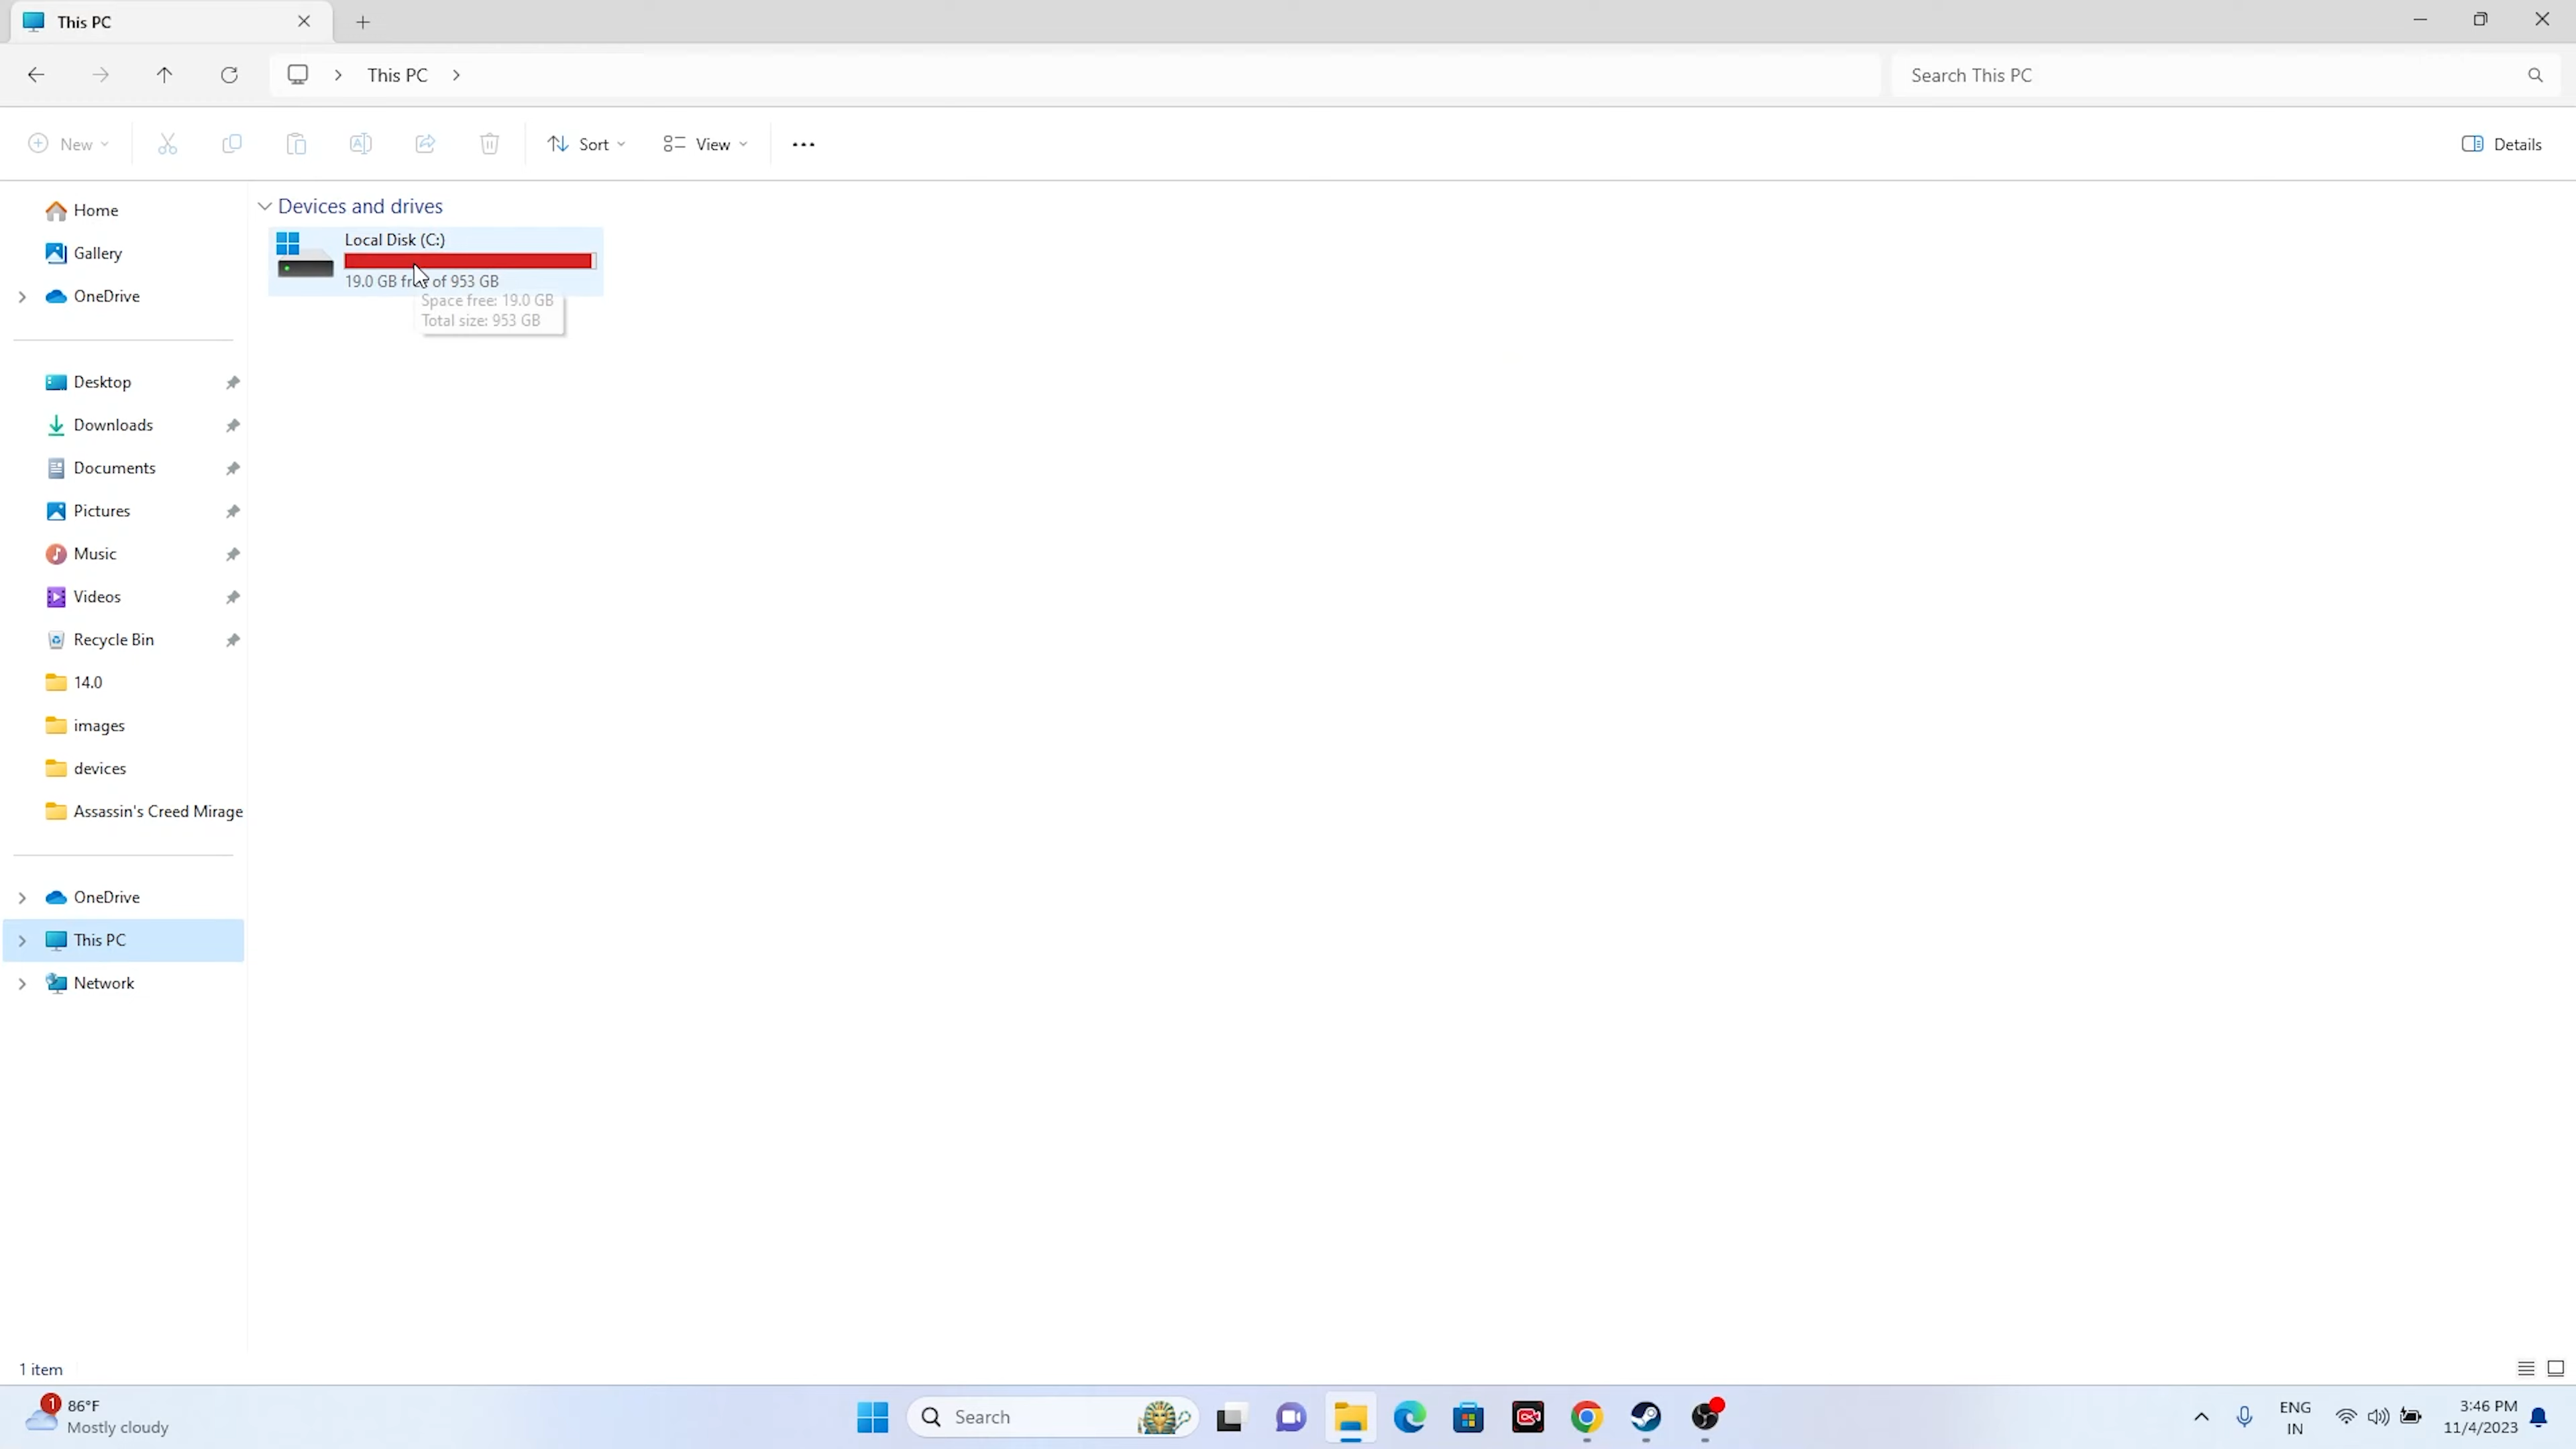 This PC
This PC
Search This PC
New
Sort
View
Details
Home
Gallery
OneDrive
Desktop
Downloads
Documents
Pictures
Music
Videos
Recycle Bin
14.0
images
devices
Assassin's Creed Mirage
OneDrive
This PC
Network
Devices and drives
Local Disk (C:)
19.0 GB fr of 953 GB
Space free: 19.0 GB
Total size: 953 GB
1 item
1
86°F
Mostly cloudy
Search
ENG
IN
3:46 PM
11/4/2023